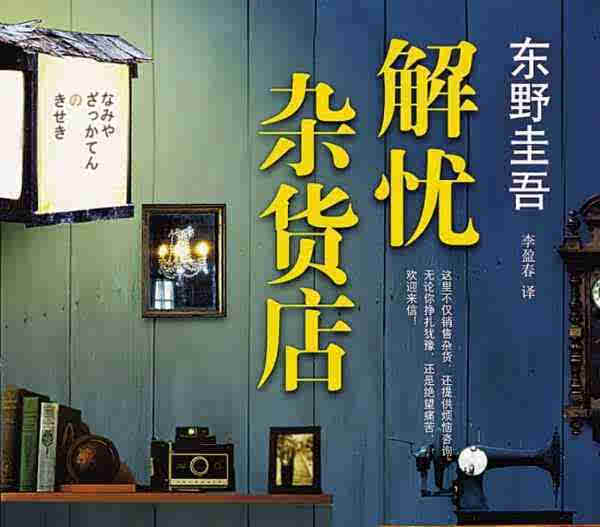 东野圭吾
李盈春 译
解忧
杂货店
这里不仅销售杂货，还提供烦恼咨询。
无论你挣扎犹豫，还是绝望痛苦，
欢迎来信！
なみや
ざっかてん
の
きせき